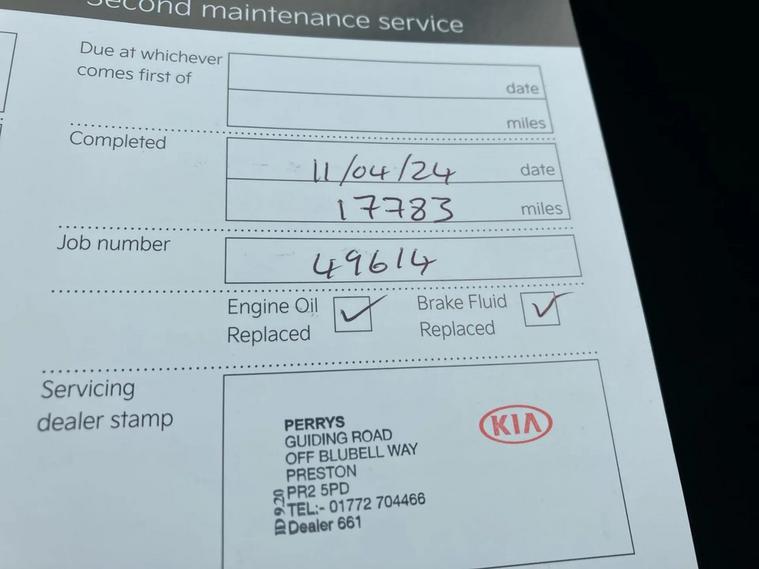 Second maintenance service
Due at whichever
comes first of
date
miles
Completed
11/04/24 date
17783 miles
Job number
49614
Engine Oil
Replaced
Brake Fluid
Replaced
Servicing
dealer stamp
PERRYS
GUIDING ROAD
OFF BLUBELL WAY
PRESTON
PR2 5PD
TEL:- 01772 704466
Dealer 661
KIA